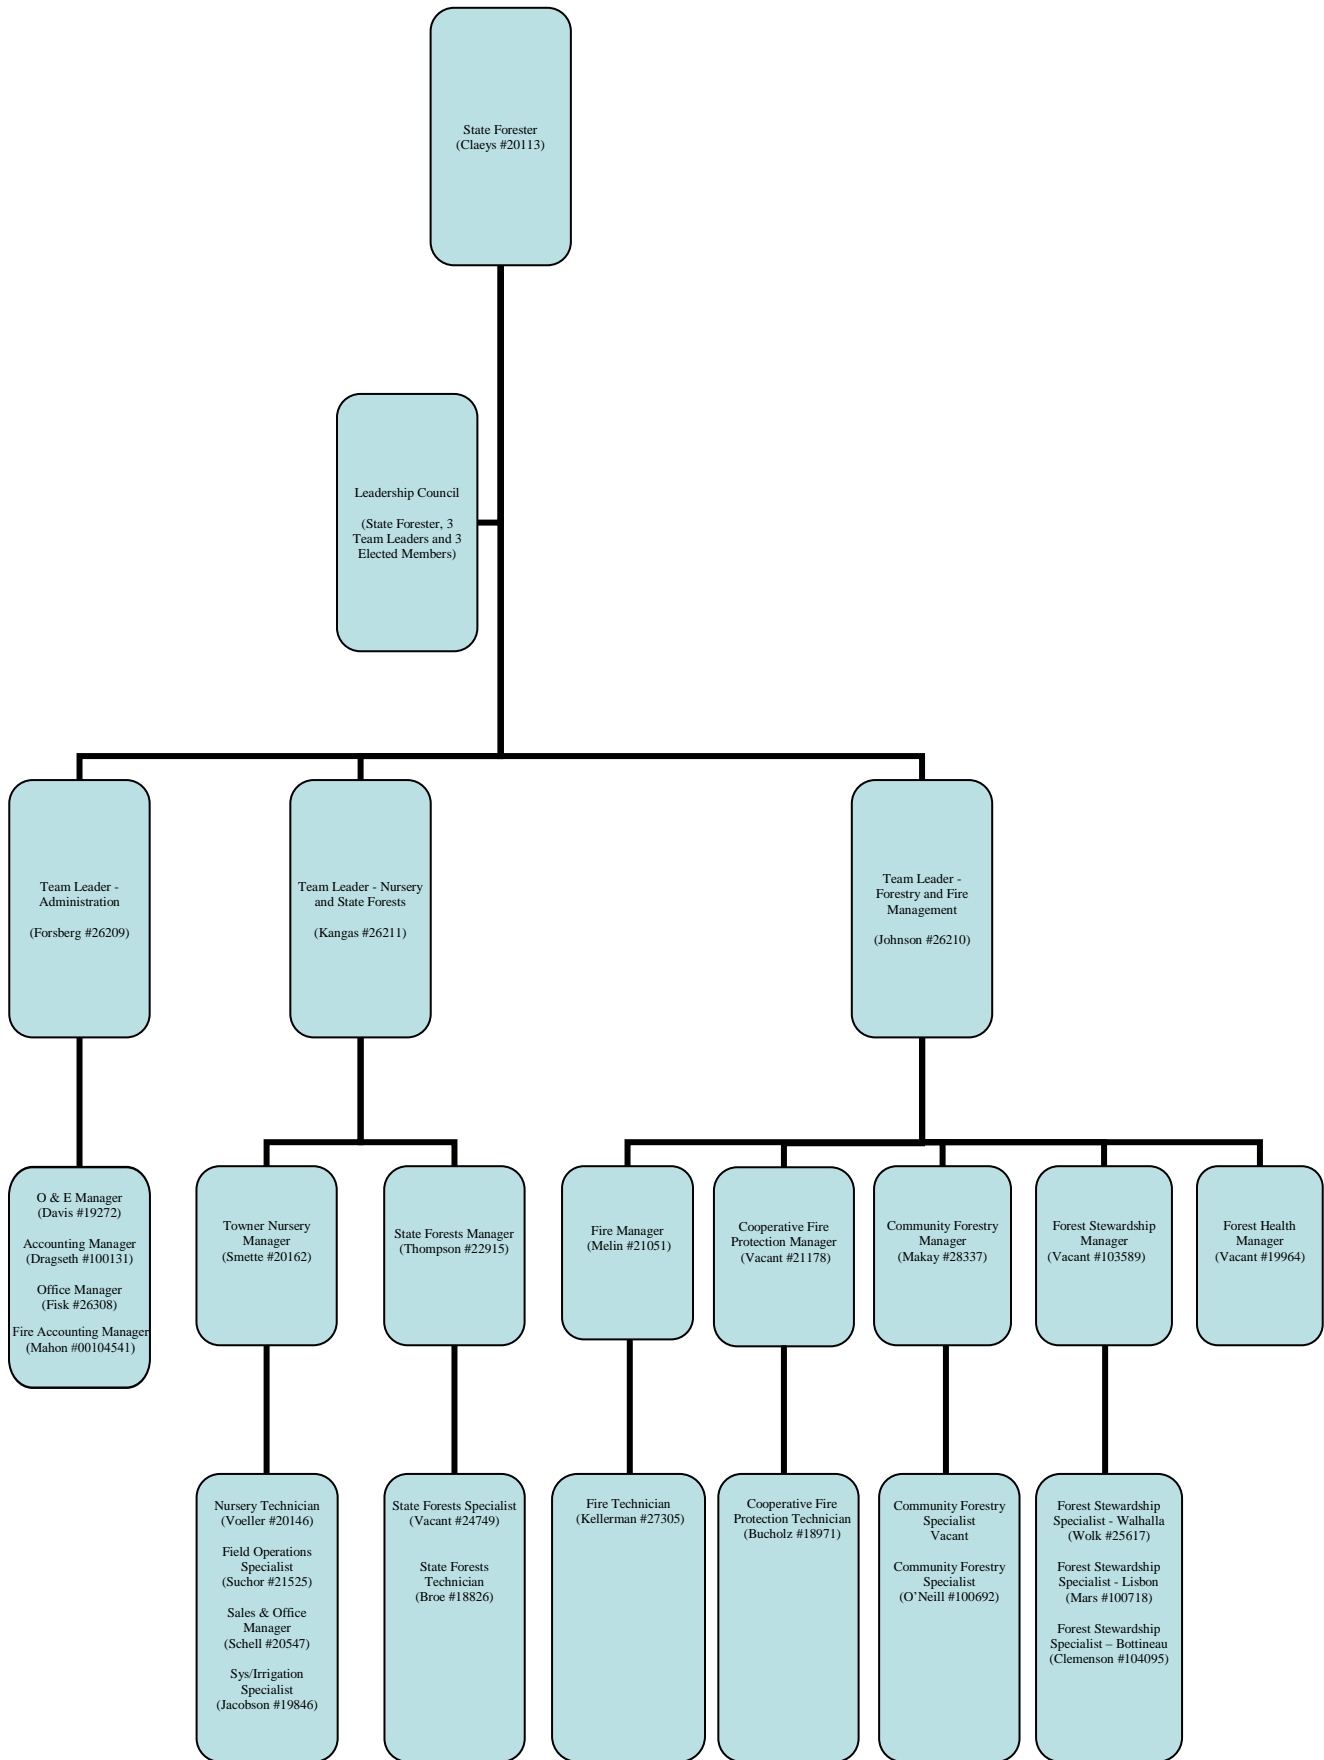 State Forester
(Claeys #20113)
Leadership Council
(State Forester, 3
Team Leaders and 3
Elected Members)
Team Leader -
Administration
(Forsberg #26209)
Team Leader - Nursery
and State Forests
(Kangas #26211)
Team Leader -
Forestry and Fire
Management
(Johnson #26210)
O & E Manager
(Davis #19272)
Accounting Manager
(Dragseth #100131)
Office Manager
(Fisk #26308)
Fire Accounting Manager
(Mahon #00104541)
Towner Nursery
Manager
(Smette #20162)
State Forests Manager
(Thompson #22915)
Fire Manager
(Melin #21051)
Cooperative Fire
Protection Manager
(Vacant #21178)
Community Forestry
Manager
(Makay #28337)
Forest Stewardship
Manager
(Vacant #103589)
Forest Health
Manager
(Vacant #19964)
Nursery Technician
(Voeller #20146)
Field Operations
Specialist
(Suchor #21525)
Sales & Office
Manager
(Schell #20547)
Sys/Irrigation
Specialist
(Jacobson #19846)
State Forests Specialist
(Vacant #24749)
State Forests
Technician
(Broe #18826)
Fire Technician
(Kellerman #27305)
Cooperative Fire
Protection Technician
(Bucholz #18971)
Community Forestry
Specialist
Vacant
Community Forestry
Specialist
(O’Neill #100692)
Forest Stewardship
Specialist - Walhalla
(Wolk #25617)
Forest Stewardship
Specialist - Lisbon
(Mars #100718)
Forest Stewardship
Specialist – Bottineau
(Clemenson #104095)